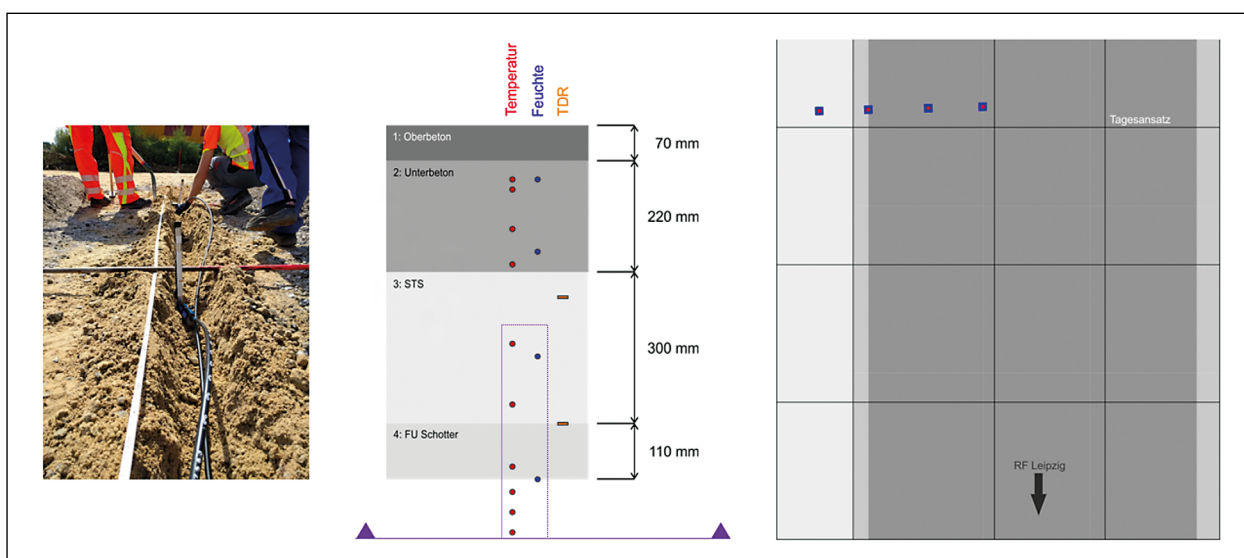 Temperatur
Feuchte
TDR
1: Oberbeton
70 mm
2: Unterbeton
220 mm
3: STS
300 mm
4: FU Schotter
110 mm
Tagesansatz
RF Leipzig